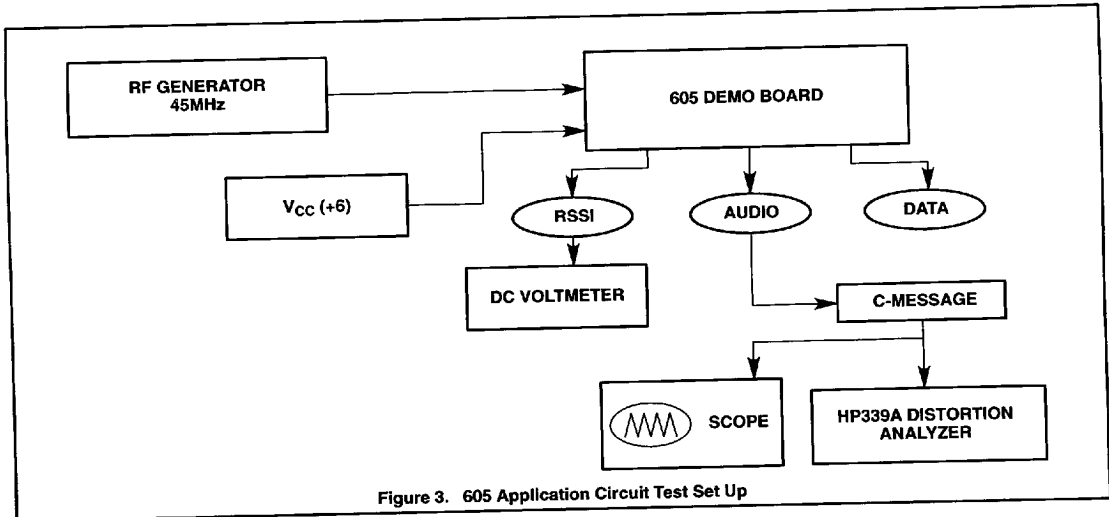 RF GENERATOR
45MHz
605 DEMO BOARD
VCC (+6)
RSSI
AUDIO
DATA
DC VOLTMETER
C-MESSAGE
SCOPE
HP339A DISTORTION
ANALYZER
Figure 3. 605 Application Circuit Test Set Up